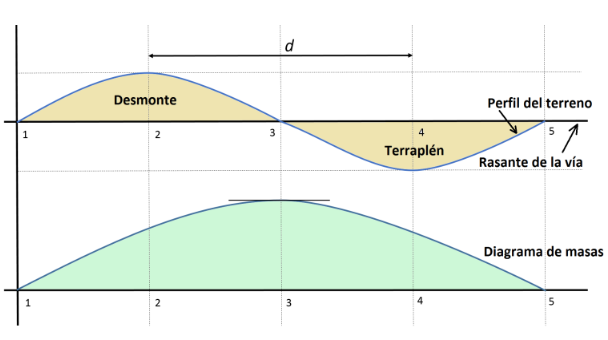 d
Desmonte
Perfil del terreno
1 2 3 4 5
Terraplén
Rasante de la vía
Diagrama de masas
1 2 3 4 5